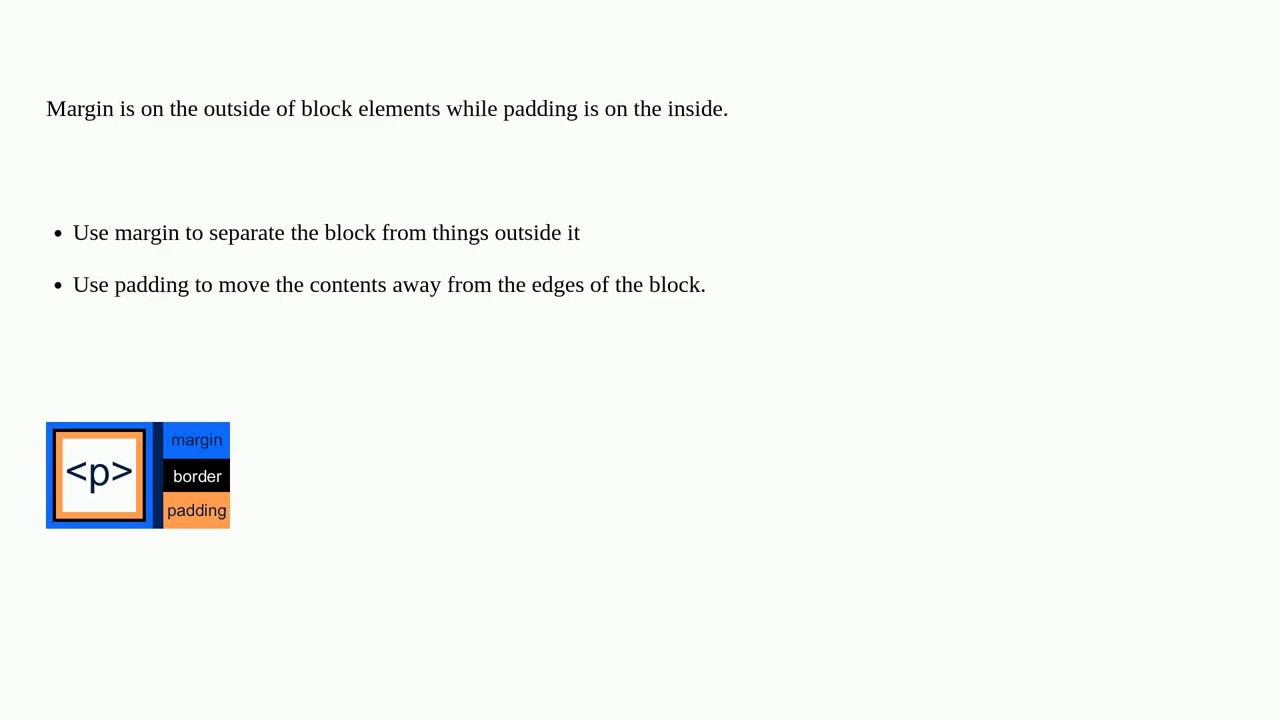 Margin is on the outside of block elements while padding is on the inside.
• Use margin to separate the block from things outside it
• Use padding to move the contents away from the edges of the block.
<p>
margin
border
padding